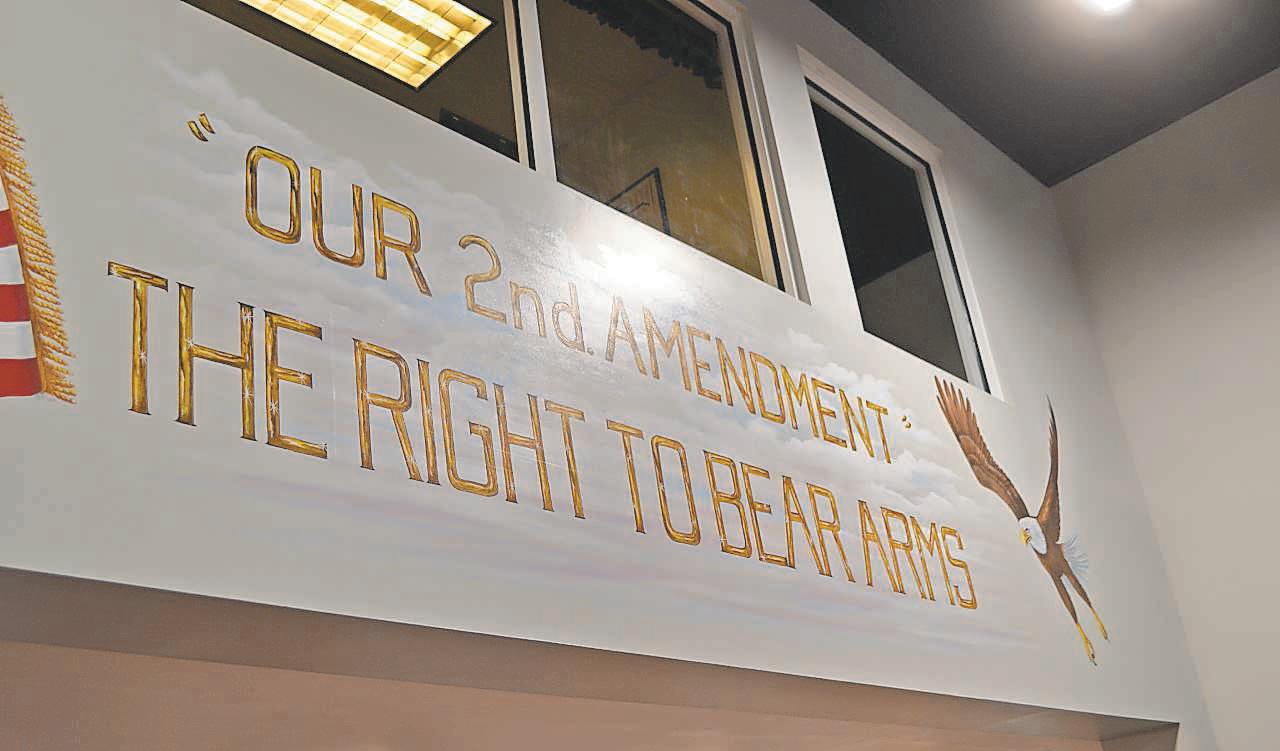 "OUR 2nd. AMENDMENT"
THE RIGHT TO BEAR ARMS